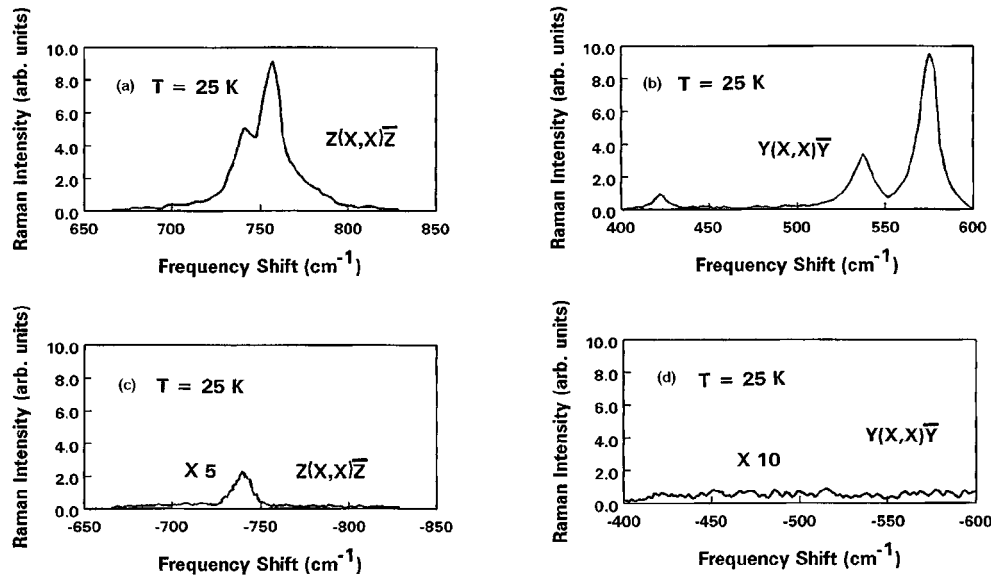 Raman Intensity (arb. units)
10.0
8.0
6.0
4.0
2.0
0.0
(a) T = 25 K
Z(X,X)Z̅
650 700 750 800 850
Frequency Shift (cm⁻¹)
Raman Intensity (arb. units)
10.0
8.0
6.0
4.0
2.0
0.0
(b) T = 25 K
Y(X,X)Y̅
400 450 500 550 600
Frequency Shift (cm⁻¹)
Raman Intensity (arb. units)
10.0
8.0
6.0
4.0
2.0
0.0
(c) T = 25 K
X 5 Z(X,X)Z̅
-650 -700 -750 -800 -850
Frequency Shift (cm⁻¹)
Raman Intensity (arb. units)
10.0
8.0
6.0
4.0
2.0
0.0
(d) T = 25 K
Y(X,X)Y̅
X 10
-400 -450 -500 -550 -600
Frequency Shift (cm⁻¹)